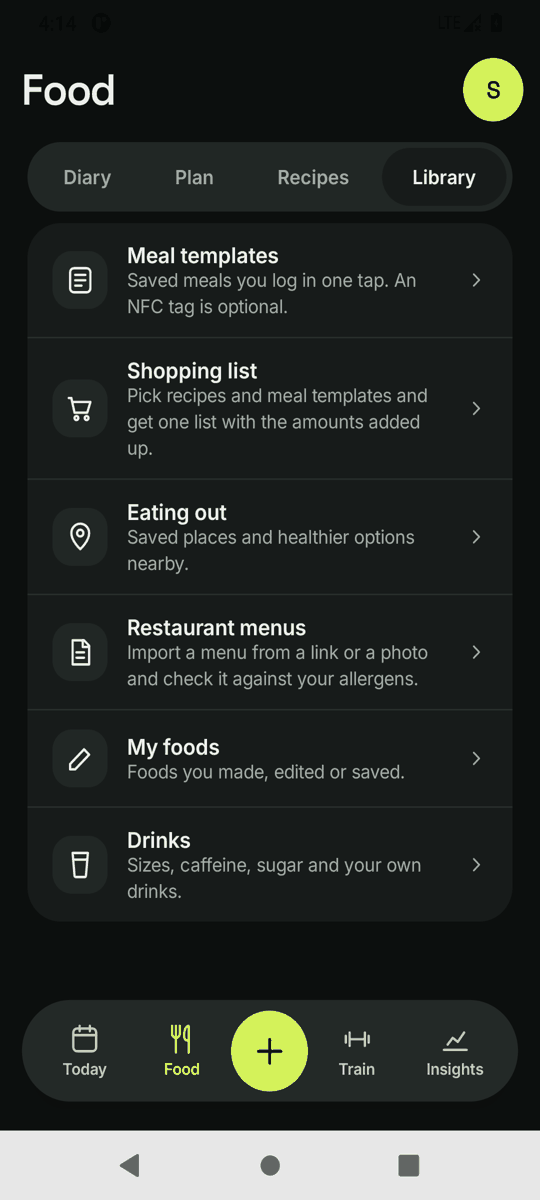 4:14
LTE
Food
S
Diary
Plan
Recipes
Library
Meal templates
Saved meals you log in one tap. An
NFC tag is optional.
Shopping list
Pick recipes and meal templates and
get one list with the amounts added
up.
Eating out
Saved places and healthier options
nearby.
Restaurant menus
Import a menu from a link or a photo
and check it against your allergens.
My foods
Foods you made, edited or saved.
Drinks
Sizes, caffeine, sugar and your own
drinks.
Today
Food
Train
Insights